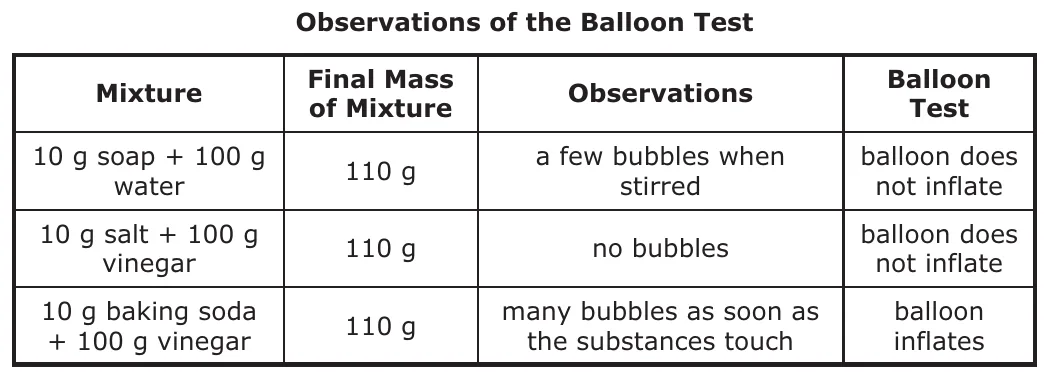 Observations of the Balloon Test
Mixture
Final Mass
of Mixture
Observations
Balloon
Test
10 g soap + 100 g
water
110 g
a few bubbles when
stirred
balloon does
not inflate
10 g salt + 100 g
vinegar
110 g
no bubbles
balloon does
not inflate
10 g baking soda
+ 100 g vinegar
110 g
many bubbles as soon as
the substances touch
balloon
inflates